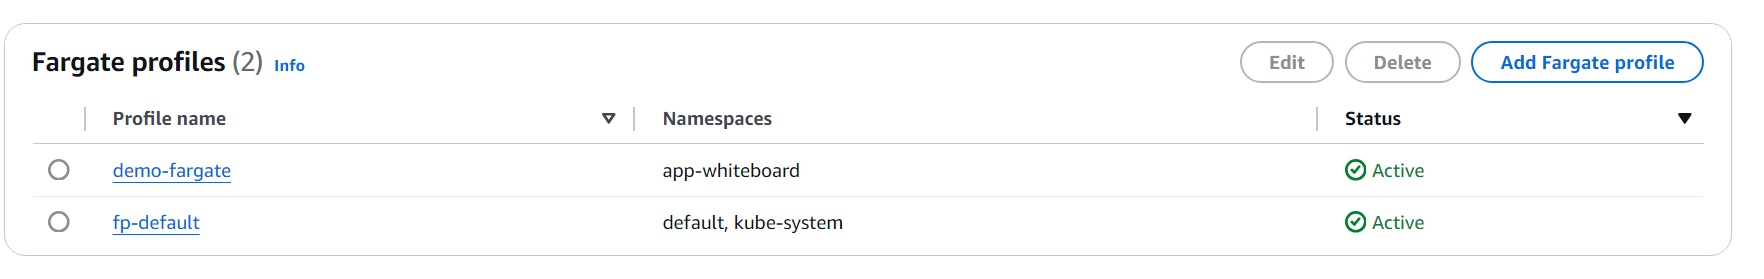 Fargate profiles (2) Info Edit Delete Add Fargate profile
Profile name Namespaces Status
demo-fargate app-whiteboard Active
fp-default default, kube-system Active